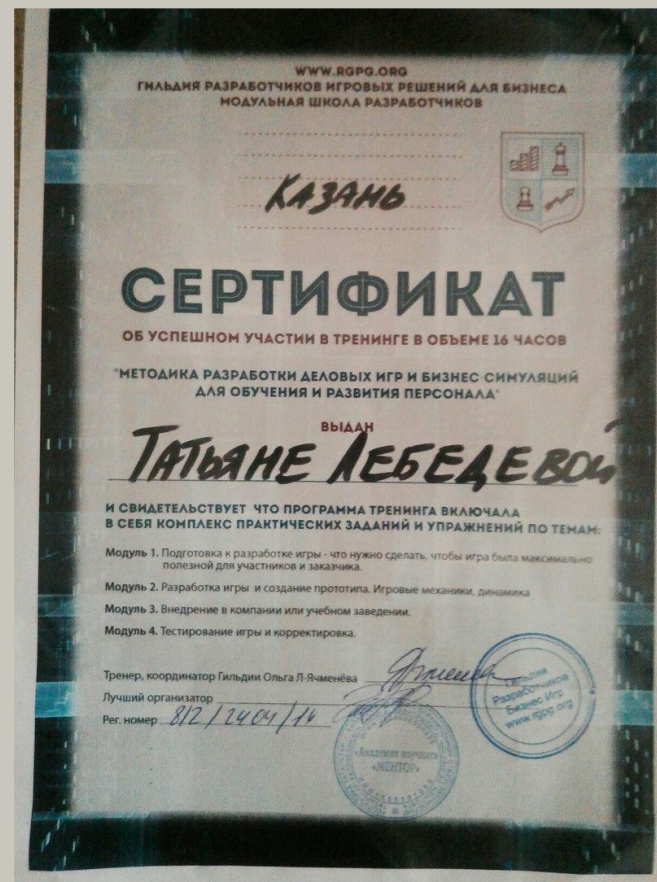 WWW.RGPG.ORG
ГИЛЬДИЯ РАЗРАБОТЧИКОВ ИГРОВЫХ РЕШЕНИЙ ДЛЯ БИЗНЕСА
МОДУЛЬНАЯ ШКОЛА РАЗРАБОТЧИКОВ
КАЗАНЬ
СЕРТИФИКАТ
ОБ УСПЕШНОМ УЧАСТИИ В ТРЕНИНГЕ В ОБЪЕМЕ 16 ЧАСОВ
"МЕТОДИКА РАЗРАБОТКИ ДЕЛОВЫХ ИГР И БИЗНЕС СИМУЛЯЦИЙ
ДЛЯ ОБУЧЕНИЯ И РАЗВИТИЯ ПЕРСОНАЛА"
ВЫДАН
ТАТЬЯНЕ ЛЕБЕДЕВОЙ
И СВИДЕТЕЛЬСТВУЕТ ЧТО ПРОГРАММА ТРЕНИНГА ВКЛЮЧАЛА
В СЕБЯ КОМПЛЕКС ПРАКТИЧЕСКИХ ЗАДАНИЙ И УПРАЖНЕНИЙ ПО ТЕМАМ:
Модуль 1. Подготовка к разработке игры - что нужно сделать, чтобы игра была максимально
полезной для участников и заказчика.
Модуль 2. Разработка игры и создание прототипа. Игровые механики, динамика
Модуль 3. Внедрение в компании или учебном заведении.
Модуль 4. Тестирование игры и корректировка.
Тренер, координатор Гильдии Ольга Л-Ячменёва
Лучший организатор
Рег. номер 812/2404/16
Гильдия
Разработчиков
Бизнес Игр
www.rgpg.org
«Академия коучинга
«МЕНТОР»